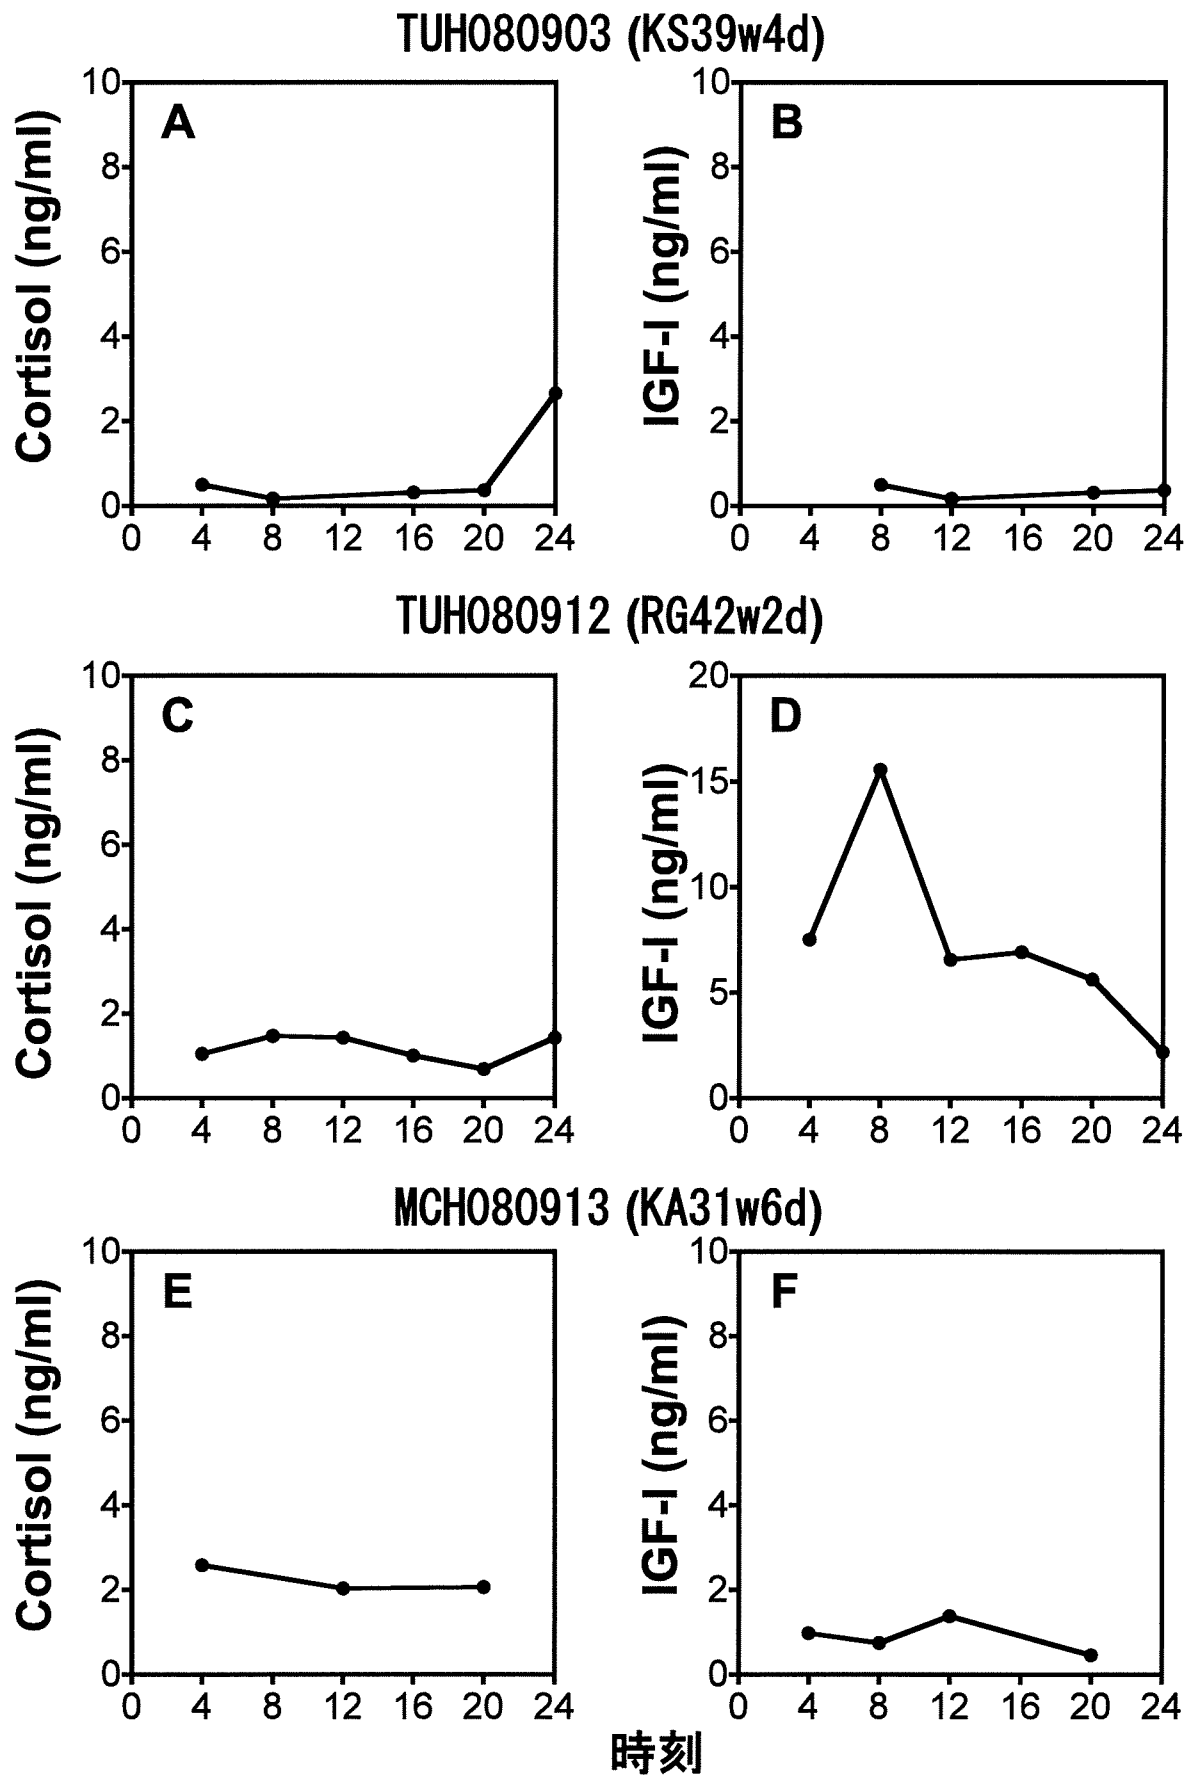 TUH080903 (KS39w4d)
A
Cortisol (ng/ml)
10
8
6
4
2
0
0 4 8 12 16 20 24
B
IGF-I (ng/ml)
10
8
6
4
2
0
0 4 8 12 16 20 24
TUH080912 (RG42w2d)
C
Cortisol (ng/ml)
10
8
6
4
2
0
0 4 8 12 16 20 24
D
IGF-I (ng/ml)
20
15
10
5
0
0 4 8 12 16 20 24
MCH080913 (KA31w6d)
E
Cortisol (ng/ml)
10
8
6
4
2
0
0 4 8 12 16 20 24
F
IGF-I (ng/ml)
10
8
6
4
2
0
0 4 8 12 16 20 24
時刻